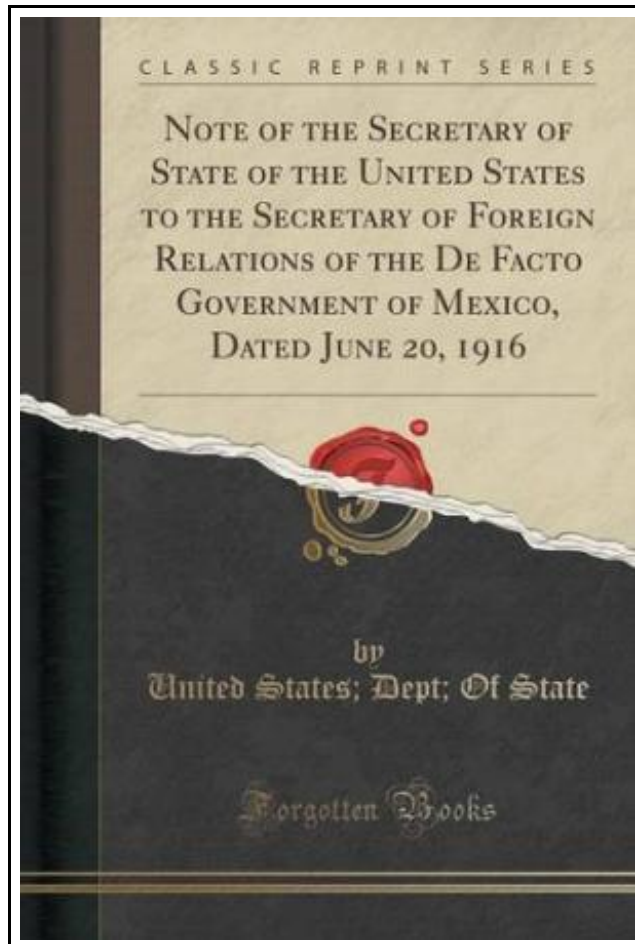 CLASSIC REPRINT SERIES
NOTE OF THE SECRETARY OF
STATE OF THE UNITED STATES
TO THE SECRETARY OF FOREIGN
RELATIONS OF THE DE FACTO
GOVERNMENT OF MEXICO,
DATED JUNE 20, 1916
by
United States; Dept; Of State
Forgotten Books